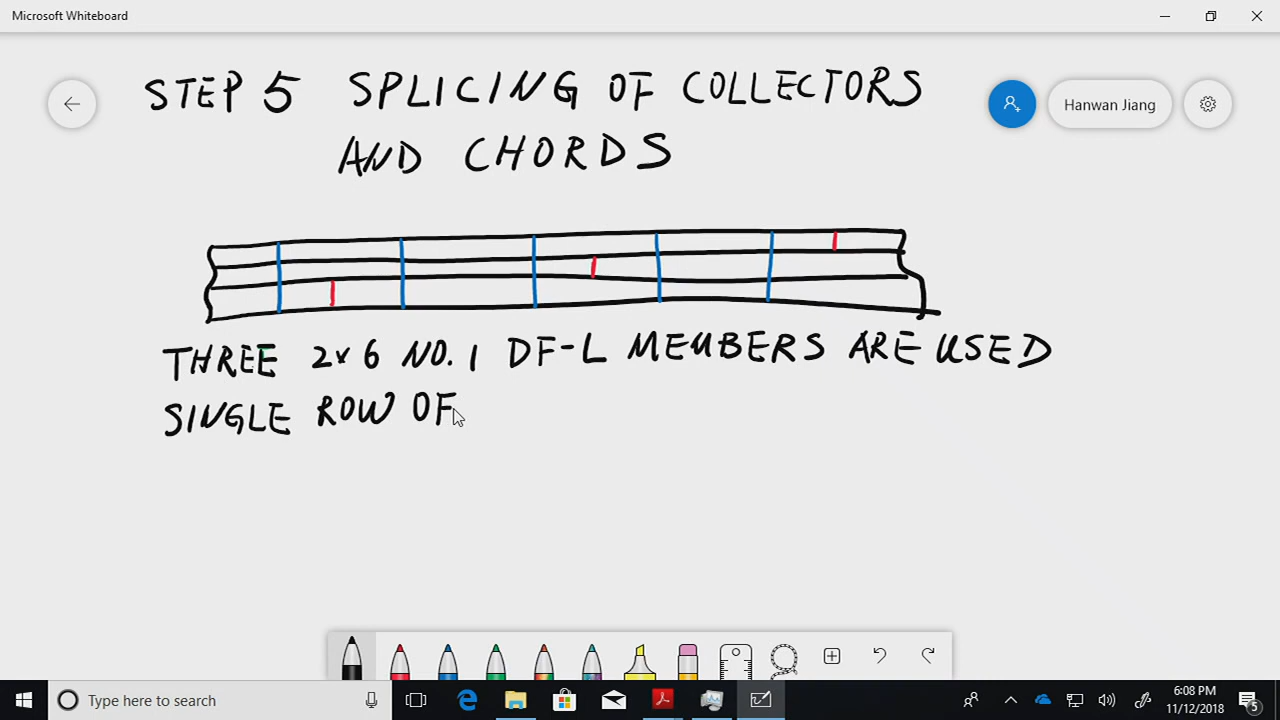 Microsoft Whiteboard
STEP 5 SPLICING OF COLLECTORS
AND CHORDS
Hanwan Jiang
THREE 2x6 NO. 1 DF-L MEMBERS ARE USED
SINGLE ROW OF
Type here to search
6:08 PM
11/12/2018
5